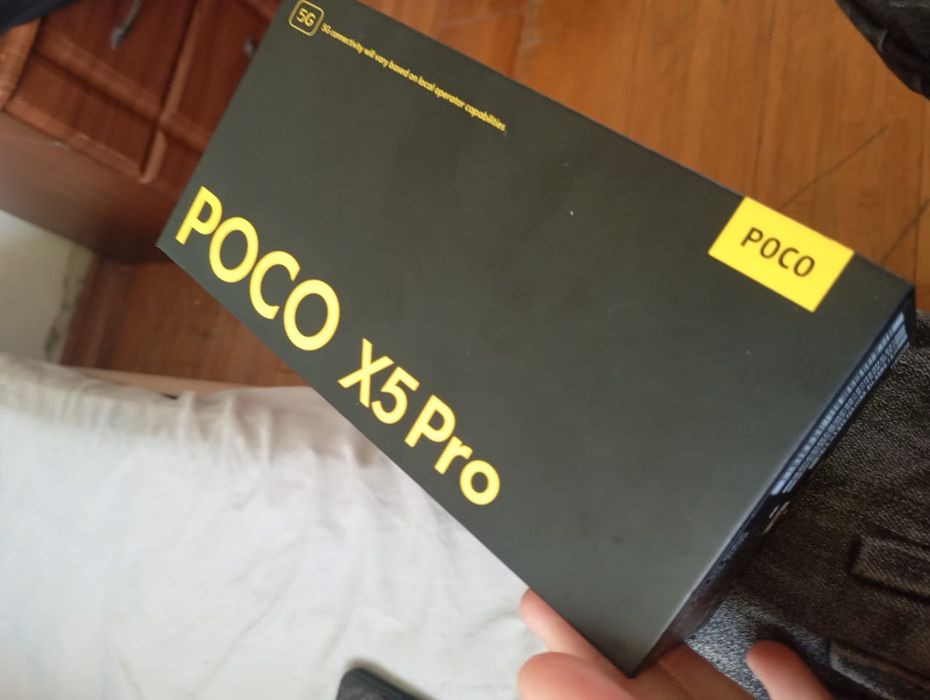 5G
5G connectivity will vary based on local operator capabilities
POCO
POCO X5 Pro